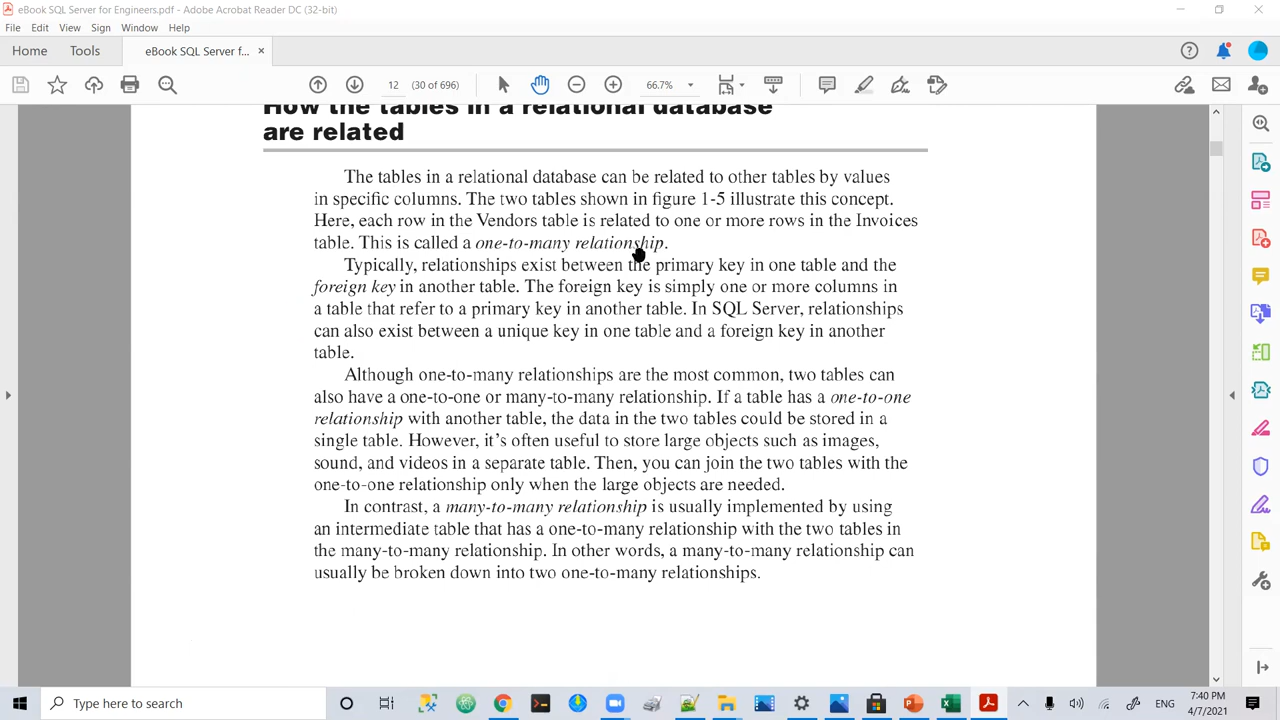 eBook SQL Server for Engineers.pdf - Adobe Acrobat Reader DC (32-bit)
File Edit View Sign Window Help
Home Tools eBook SQL Server f... ×
12 (30 of 696) 66.7%
How the tables in a relational database
are related
The tables in a relational database can be related to other tables by values
in specific columns. The two tables shown in figure 1-5 illustrate this concept.
Here, each row in the Vendors table is related to one or more rows in the Invoices
table. This is called a one-to-many relationship.
Typically, relationships exist between the primary key in one table and the
foreign key in another table. The foreign key is simply one or more columns in
a table that refer to a primary key in another table. In SQL Server, relationships
can also exist between a unique key in one table and a foreign key in another
table.
Although one-to-many relationships are the most common, two tables can
also have a one-to-one or many-to-many relationship. If a table has a one-to-one
relationship with another table, the data in the two tables could be stored in a
single table. However, it's often useful to store large objects such as images,
sound, and videos in a separate table. Then, you can join the two tables with the
one-to-one relationship only when the large objects are needed.
In contrast, a many-to-many relationship is usually implemented by using
an intermediate table that has a one-to-many relationship with the two tables in
the many-to-many relationship. In other words, a many-to-many relationship can
usually be broken down into two one-to-many relationships.
Type here to search
ENG
7:40 PM
4/7/2021